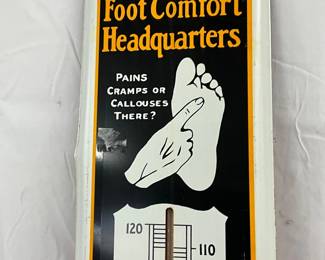 Foot Comfort
Headquarters
PAINS
CRAMPS OR
CALLOUSES
THERE?
120
110